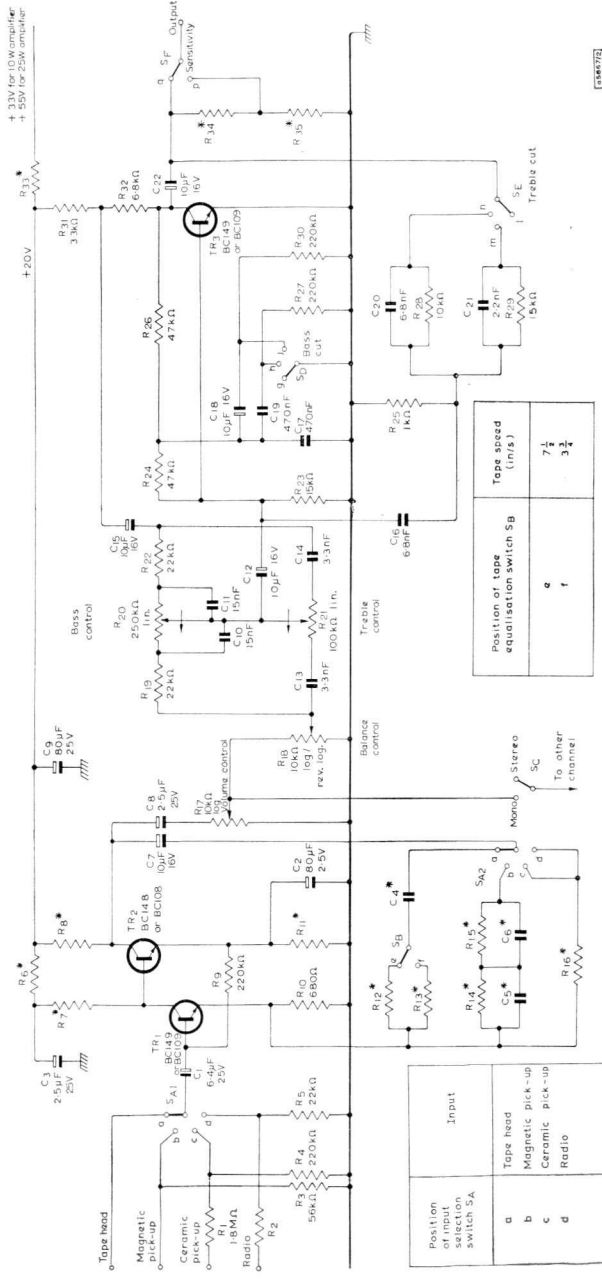 + 33V for 10W amplifier
+ 55V for 25W amplifier
+20V
R33*
R31
3.3kΩ
R32
6·8kΩ
C22
10μF
16V
SF
q
p
Sensitivity
Output
R34*
R35*
TR3
BC149
or BC109
R26
47kΩ
R24
47kΩ
C18
10μF
16V
C19
470nF
C17
470nF
R30
220kΩ
R27
220kΩ
g
h
j
SD
Bass
cut
R23
15kΩ
C15
10μF
16V
R22
22kΩ
Bass
control
R20
250kΩ
lin.
C11
15nF
C10
15nF
R19
22kΩ
C12
10μF
16V
C14
3·3nF
R21
100kΩ lin.
C13
3·3nF
Treble
control
R18
10kΩ
log/
rev. log.
Balance
control
C16
6·8nF
R25
1kΩ
C20
6·8nF
R28
10kΩ
C21
2·2nF
R29
15kΩ
n
m
l
SE
Treble cut
C9
80μF
25V
C8
2·5μF
25V
C7
10μF
16V
R17
10kΩ
log
Volume control
R8*
R6*
R7*
TR2
BC148
or BC108
C2
80μF
2·5V
R11*
R9
220kΩ
R10
680Ω
C3
2·5μF
25V
TR1
BC149
or BC109
C1
6·4μF
25V
SA1
a
b
c
d
R5
22kΩ
R4
220kΩ
R3
56kΩ
R1
1·8MΩ
R2
Tape head
Magnetic
pick-up
Ceramic
pick-up
Radio
Mono
Stereo
SC
To other
channel
SA2
a
b
c
d
C4*
SB
e
f
R12*
R13*
R15*
C6*
R14*
C5*
R16*
Position
of input
selection
switch SA
Input
a Tape head
b Magnetic pick-up
c Ceramic pick-up
d Radio
Position of tape
equalisation switch SB
Tape speed
(in/s)
e 7 1/2
f 3 3/4